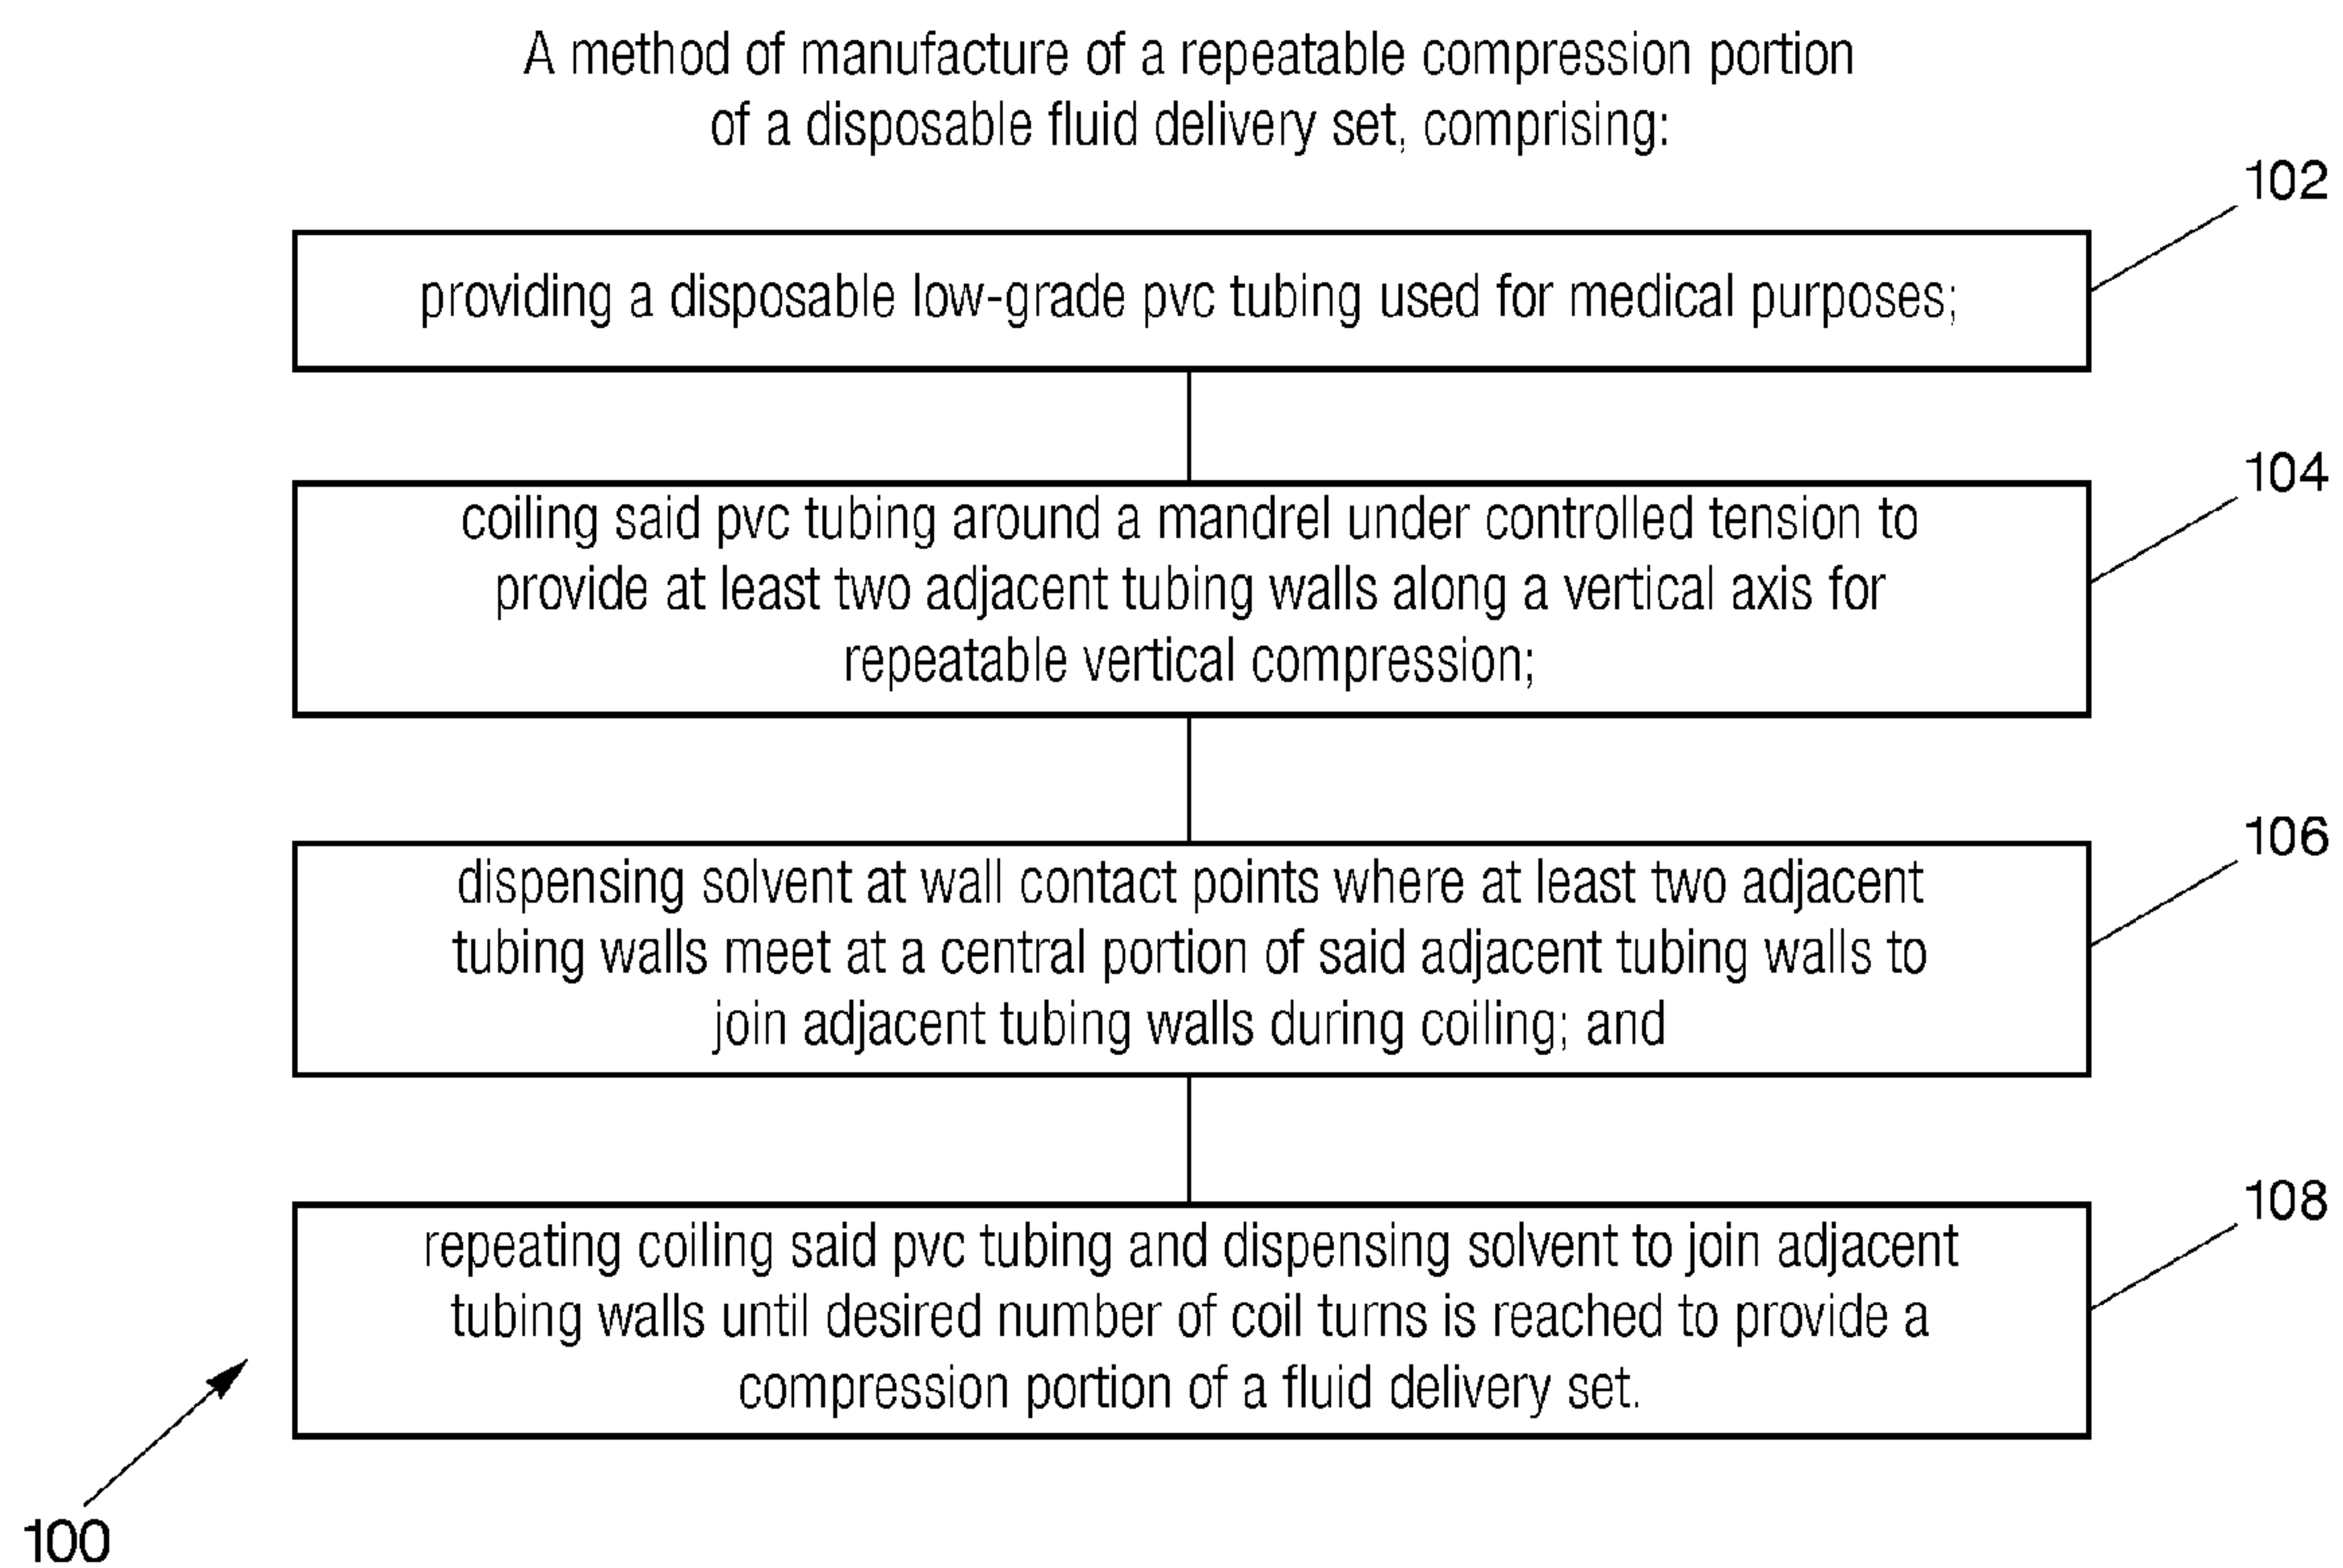 A method of manufacture of a repeatable compression portion
of a disposable fluid delivery set, comprising:
102
providing a disposable low-grade pvc tubing used for medical purposes;
104
coiling said pvc tubing around a mandrel under controlled tension to
provide at least two adjacent tubing walls along a vertical axis for
repeatable vertical compression;
106
dispensing solvent at wall contact points where at least two adjacent
tubing walls meet at a central portion of said adjacent tubing walls to
join adjacent tubing walls during coiling; and
108
repeating coiling said pvc tubing and dispensing solvent to join adjacent
tubing walls until desired number of coil turns is reached to provide a
compression portion of a fluid delivery set.
100